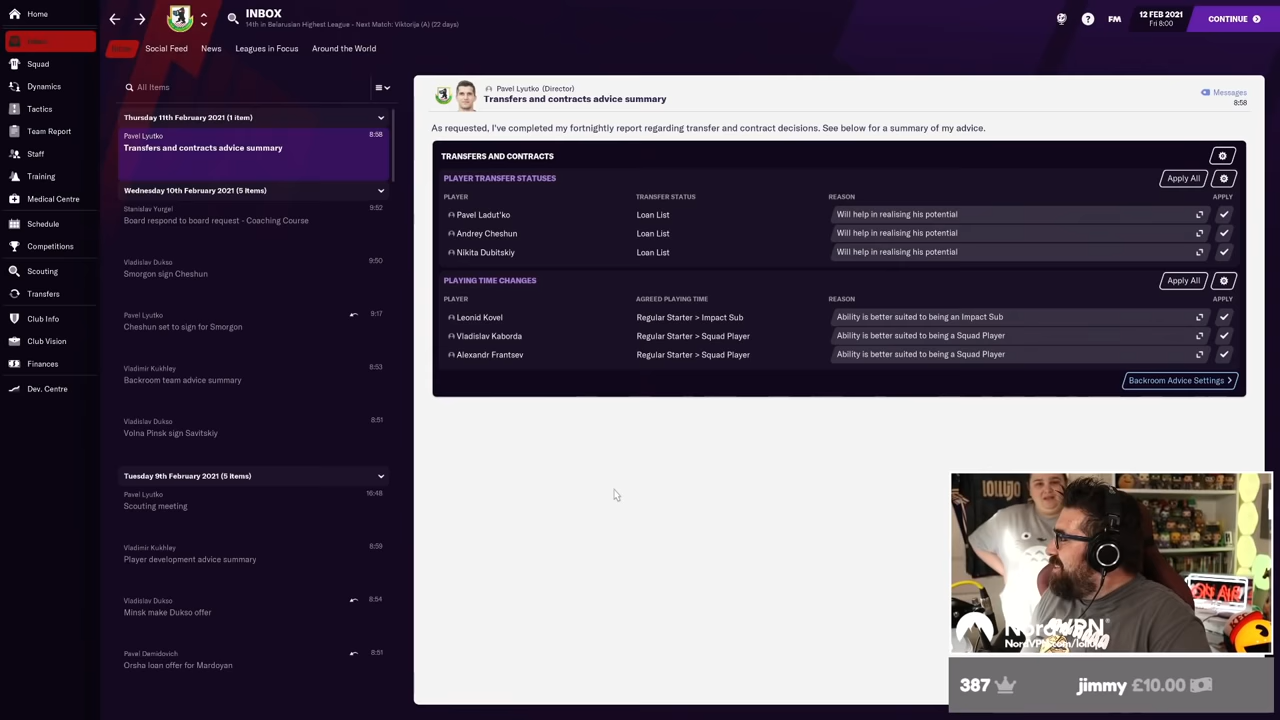 Home
INBOX
14th in Belarusian Highest League - Next Match: Viktorija (A) (22 days)
FM
12 FEB 2021
Fri 8:00
CONTINUE
Social Feed
News
Leagues in Focus
Around the World
Squad
Dynamics
Tactics
Team Report
Staff
Training
Medical Centre
Schedule
Competitions
Scouting
Transfers
Club Info
Club Vision
Finances
Dev. Centre
All Items
Thursday 11th February 2021 (1 item)
Pavel Lyutko 8:58
Transfers and contracts advice summary
Wednesday 10th February 2021 (5 Items)
Stanislav Yurgel 9:52
Board respond to board request - Coaching Course
Vladislav Dukso 9:50
Smorgon sign Cheshun
Pavel Lyutko 9:17
Cheshun set to sign for Smorgon
Vladimir Kukhley 8:53
Backroom team advice summary
Vladislav Dukso 8:51
Volna Pinsk sign Savitskiy
Tuesday 9th February 2021 (5 Items)
Pavel Lyutko 16:48
Scouting meeting
Vladimir Kukhley 8:59
Player development advice summary
Vladislav Dukso 8:54
Minsk make Dukso offer
Pavel Demidovich 8:51
Orsha loan offer for Mardoyan
Pavel Lyutko (Director)
Transfers and contracts advice summary
Messages
8:58
As requested, I've completed my fortnightly report regarding transfer and contract decisions. See below for a summary of my advice.
TRANSFERS AND CONTRACTS
PLAYER TRANSFER STATUSES Apply All
PLAYER TRANSFER STATUS REASON APPLY
Pavel Ladut'ko Loan List Will help in realising his potential
Andrey Cheshun Loan List Will help in realising his potential
Nikita Dubitskiy Loan List Will help in realising his potential
PLAYING TIME CHANGES Apply All
PLAYER AGREED PLAYING TIME REASON APPLY
Leonid Kovel Regular Starter > Impact Sub Ability is better suited to being an Impact Sub
Vladislav Kaborda Regular Starter > Squad Player Ability is better suited to being a Squad Player
Alexandr Frantsev Regular Starter > Squad Player Ability is better suited to being a Squad Player
Backroom Advice Settings >
ON AIR
NordVPN
387
jimmy £10.00